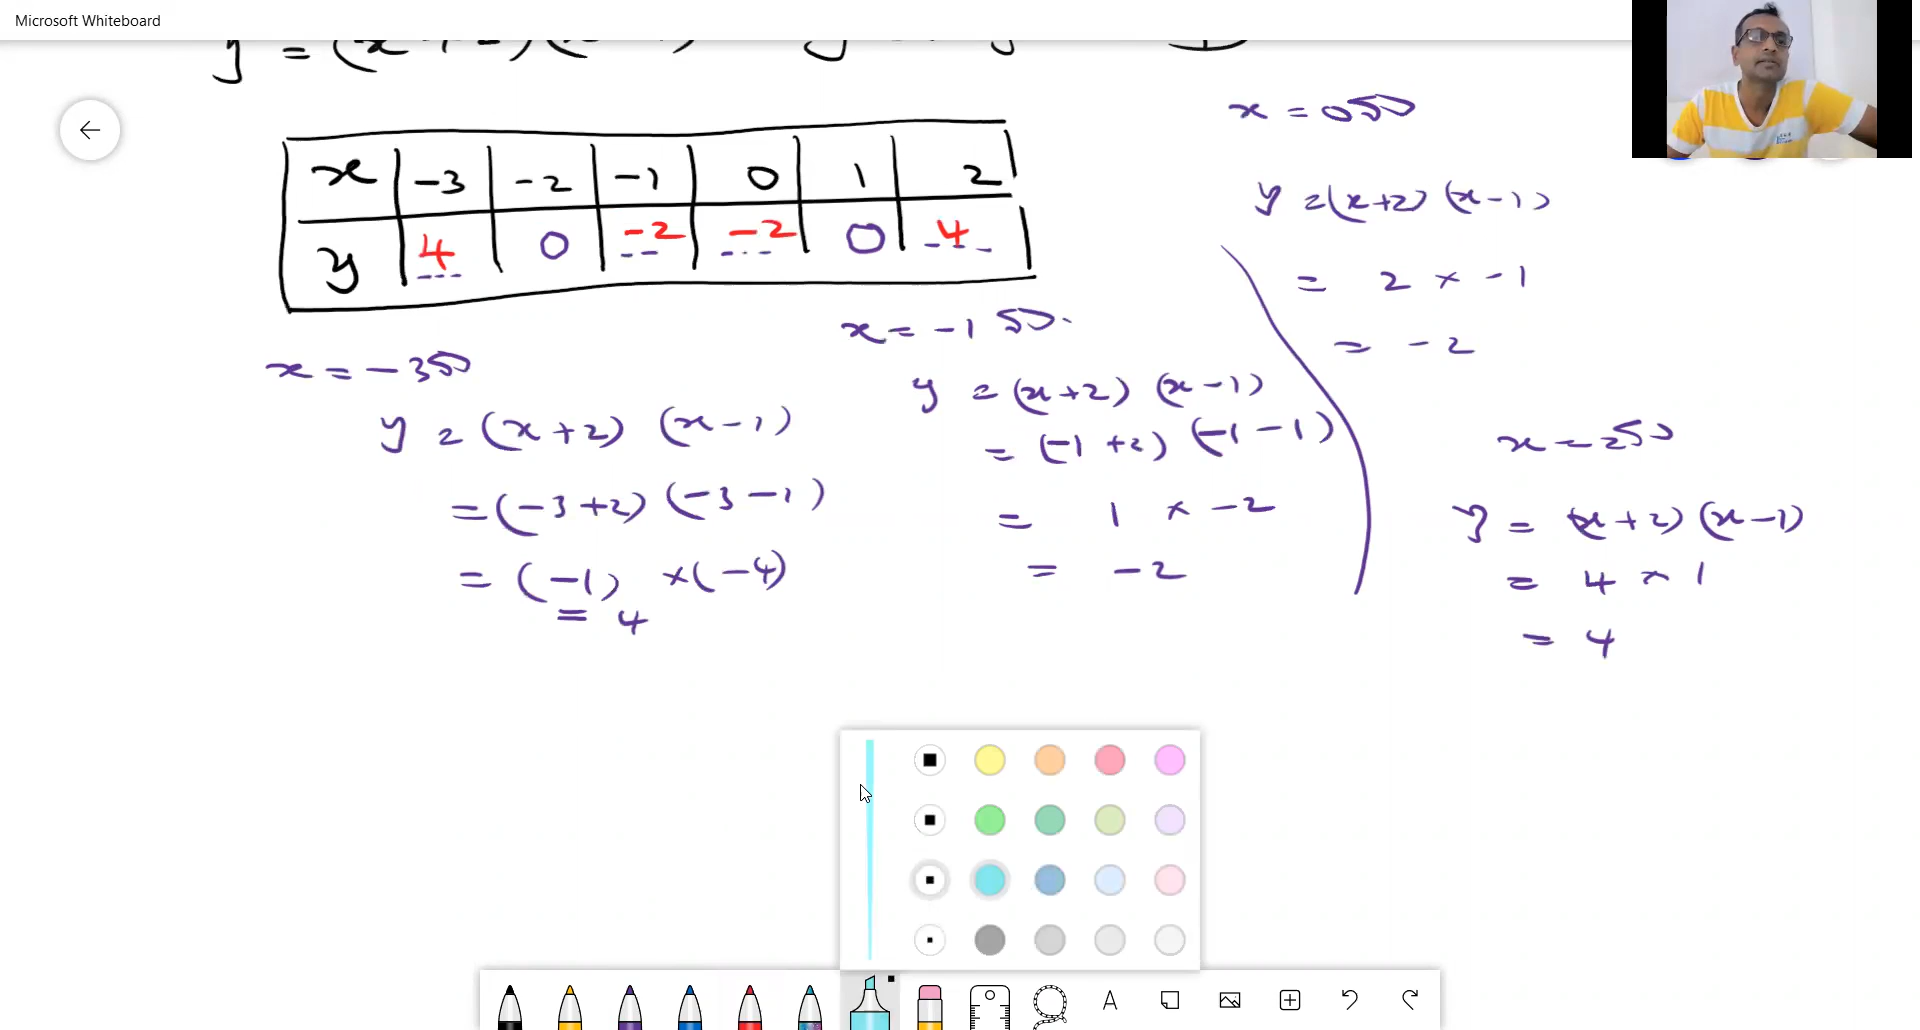 Microsoft Whiteboard
x -3 -2 -1 0 1 2
y 4 0 -2 -2 0 4
x = -3
y = (x+2) (x-1)
= (-3+2) (-3-1)
= (-1) ×(-4)
= 4
x = -1
y = (x+2) (x-1)
= (-1+2) (-1-1)
= 1 × -2
= -2
x = 0
y = (x+2) (x-1)
= 2 × -1
= -2
x = 2
y = (x+2) (x-1)
= 4 × 1
= 4
A